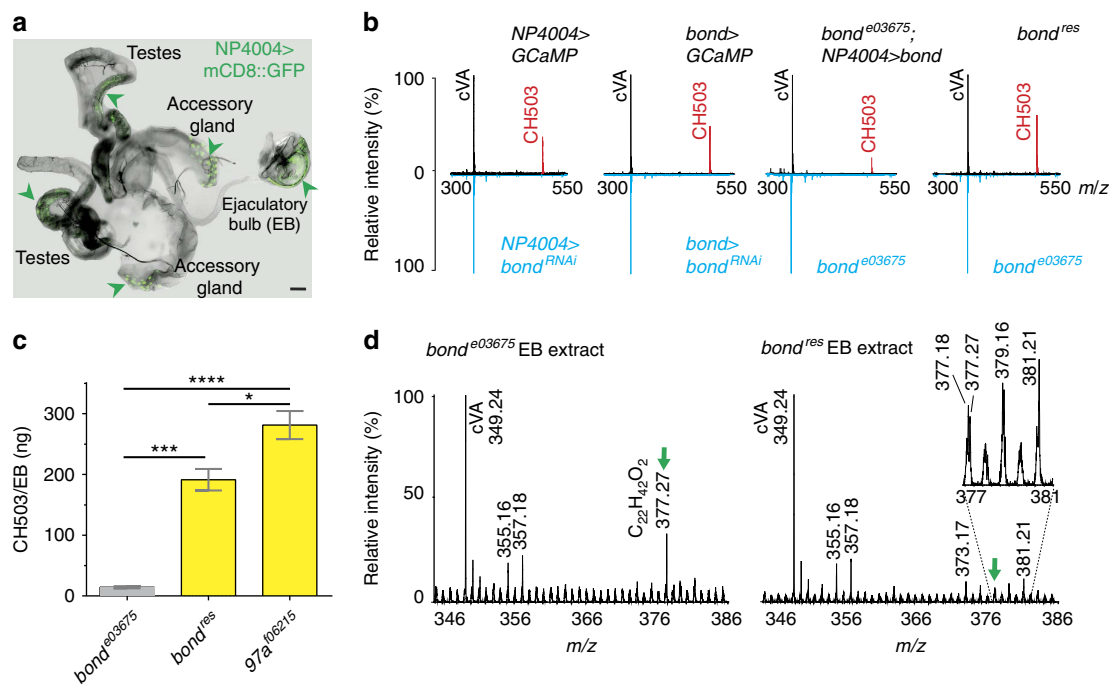 a
Testes
NP4004>
mCD8::GFP
Accessory
gland
Ejaculatory
bulb (EB)
Testes
Accessory
gland
b
NP4004>
GCaMP
bond>
GCaMP
bond^e03675;
NP4004>bond
bond^res
Relative intensity (%)
100
0
100
cVA
CH503
300
550
cVA
CH503
300
550
cVA
CH503
300
550
cVA
CH503
300
550
m/z
NP4004>
bond^RNAi
bond>
bond^RNAi
bond^e03675
bond^e03675
c
CH503/EB (ng)
300
200
100
0
****
*
***
bond^e03675
bond^res
97a^f06215
d
bond^e03675 EB extract
Relative intensity (%)
100
50
0
cVA
349.24
355.16
357.18
C₂₂H₄₂O₂
377.27
346
356
366
376
386
m/z
bond^res EB extract
cVA
349.24
355.16
357.18
373.17
381.21
377.18
377.27
379.16
381.21
377
381
346
356
366
376
386
m/z